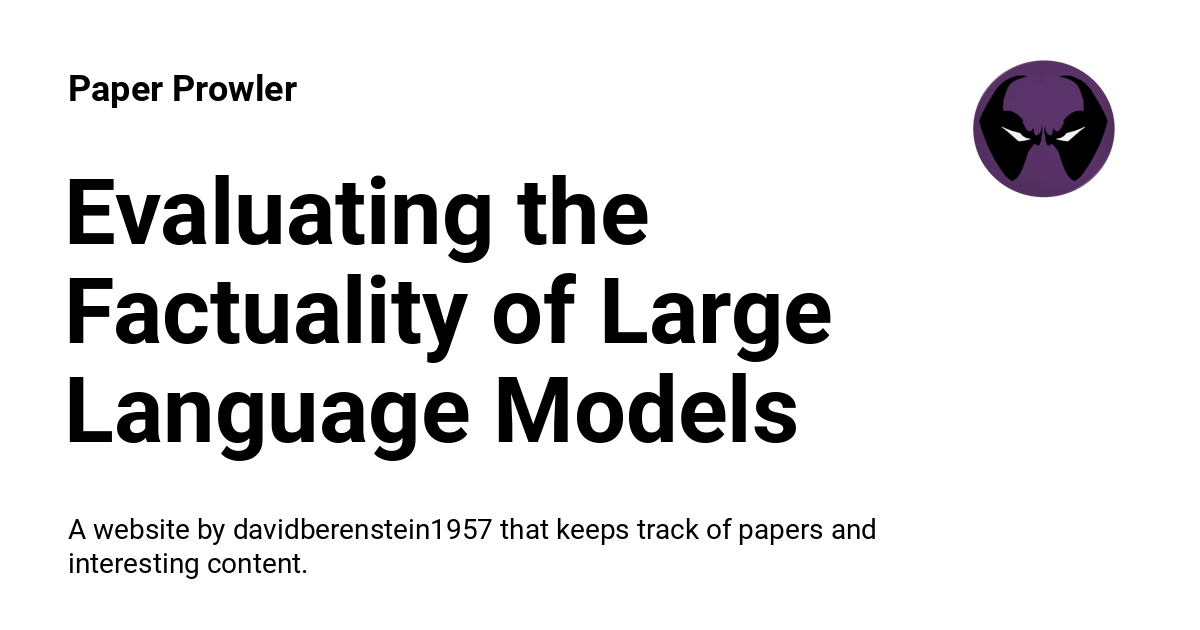 Paper Prowler
Evaluating the
Factuality of Large
Language Models
A website by davidberenstein1957 that keeps track of papers and
interesting content.